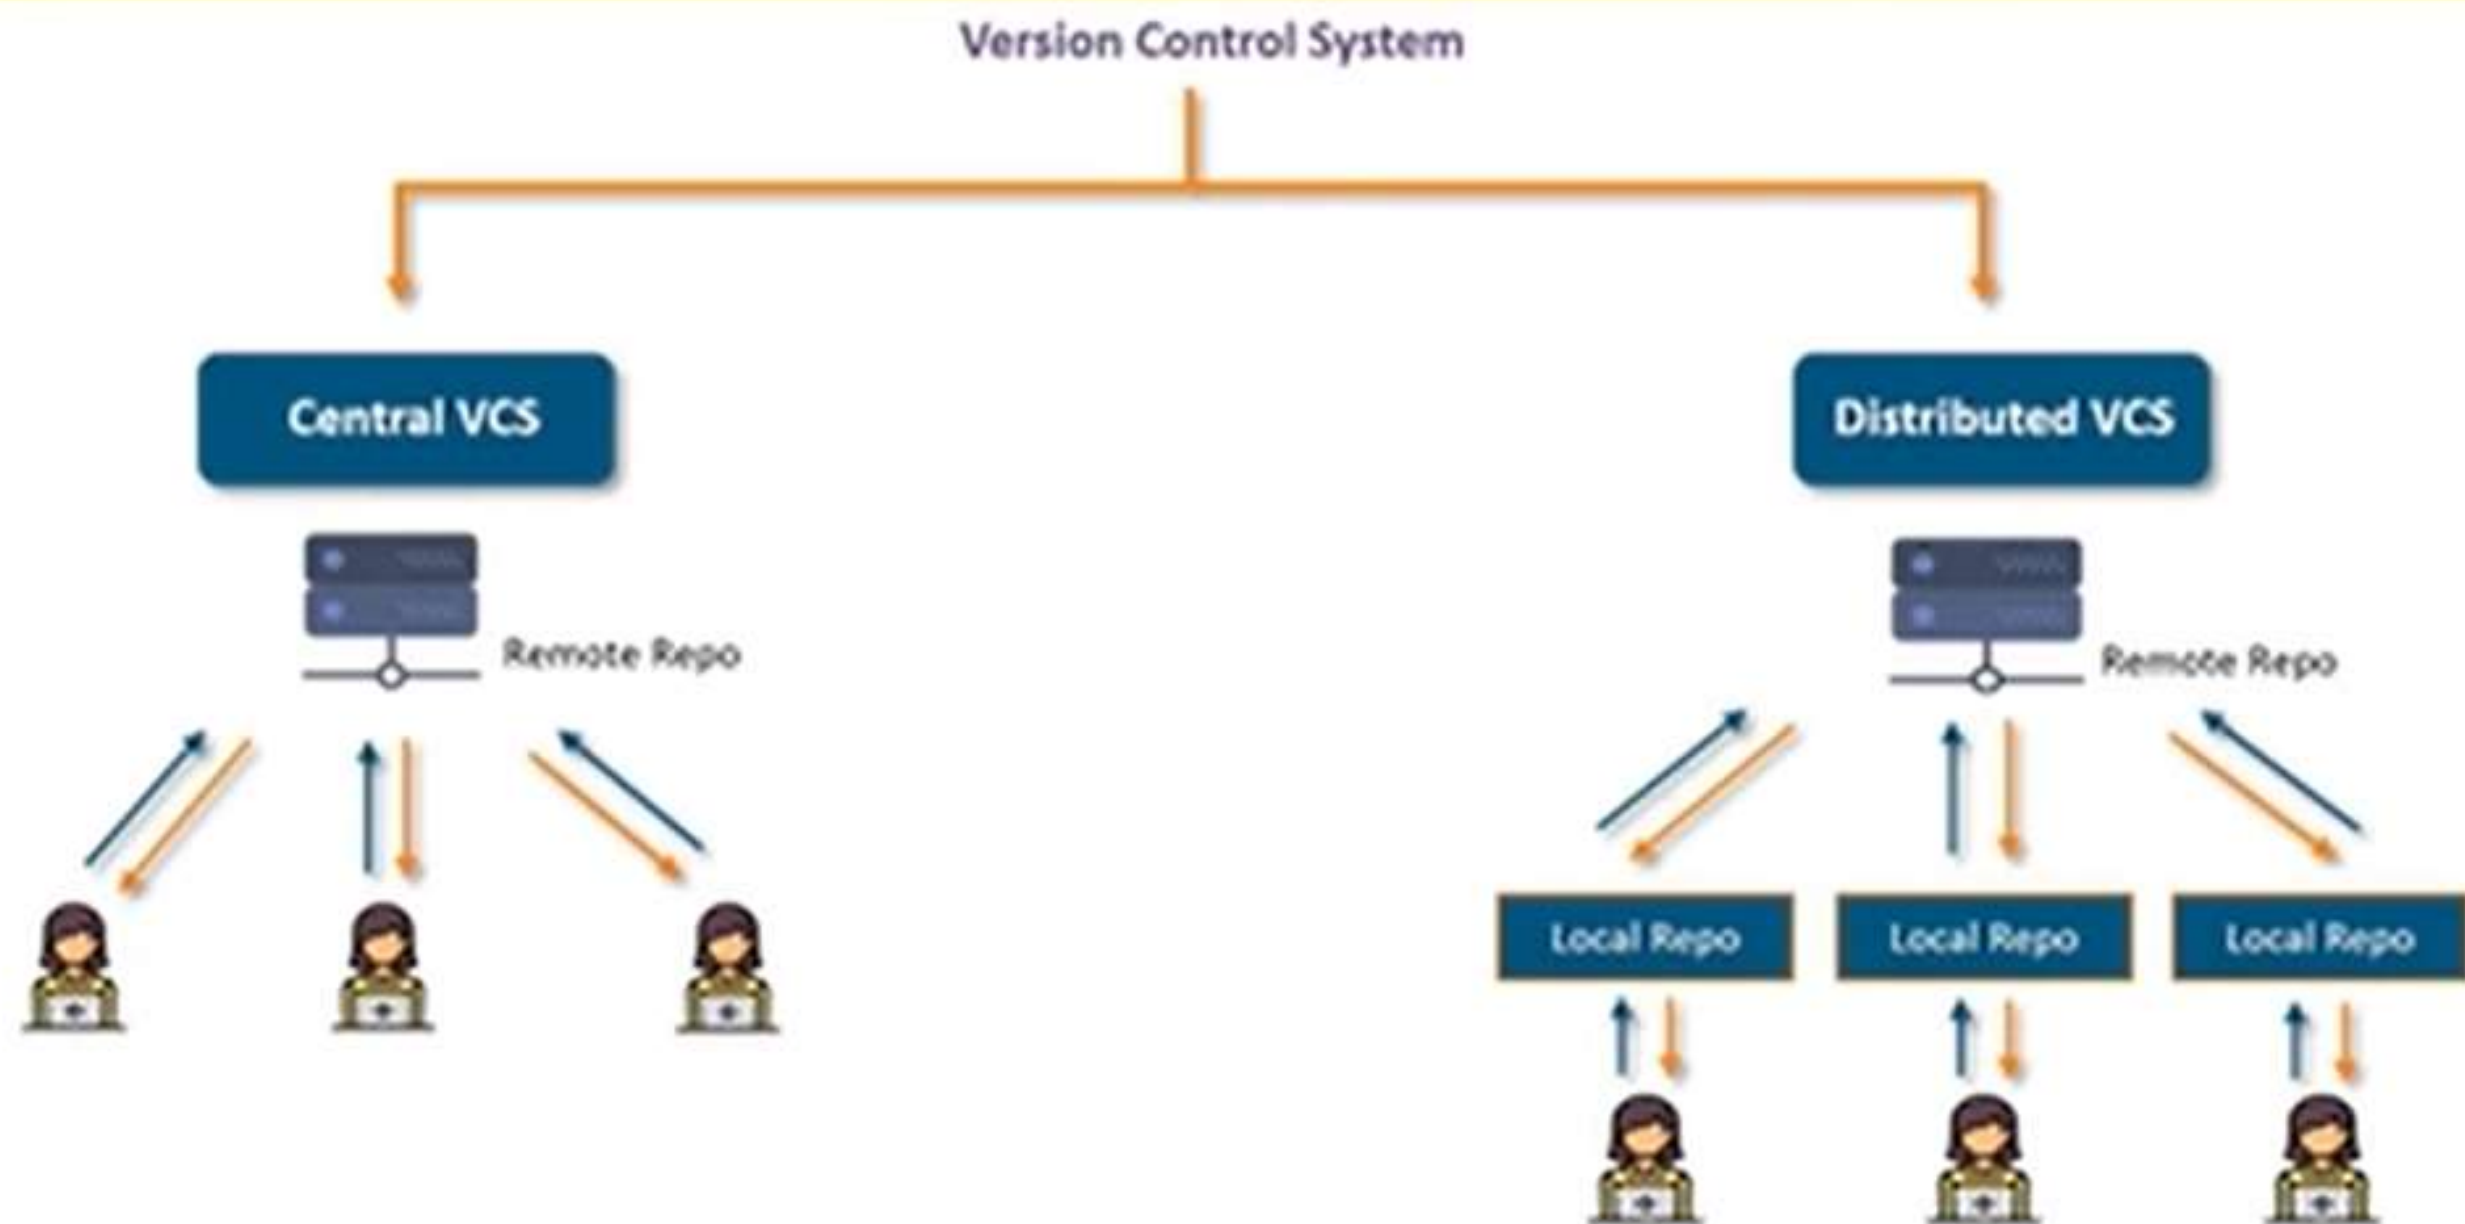 Version Control System
Central VCS
Distributed VCS
Remote Repo
Remote Repo
Local Repo
Local Repo
Local Repo